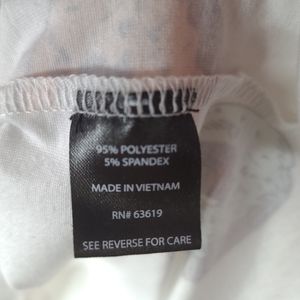 95% POLYESTER
5% SPANDEX
MADE IN VIETNAM
RN# 63619
SEE REVERSE FOR CARE